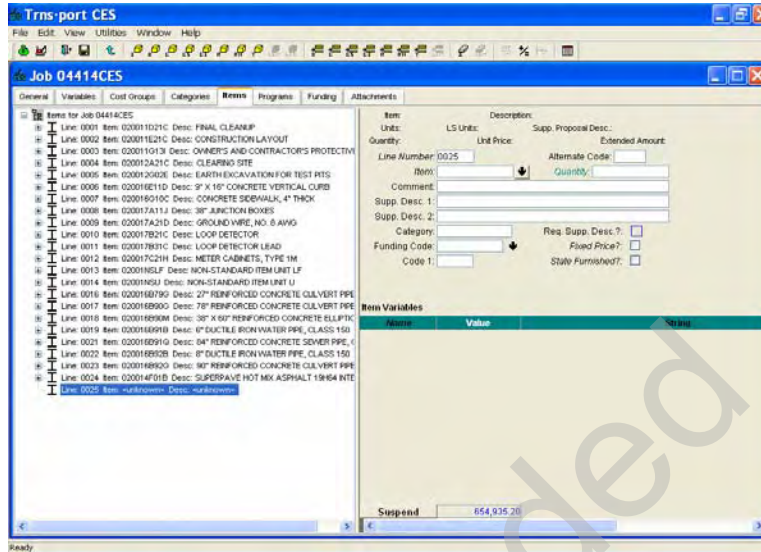 Trns·port CES
File Edit View Utilities Window Help
Job 04414CES
General Variables Cost Groups Categories Items Programs Funding Attachments
Items for Job 04414CES
Line: 0001 Item: 020011D21C Desc: FINAL CLEANUP
Line: 0002 Item: 020011E21C Desc: CONSTRUCTION LAYOUT
Line: 0003 Item: 020011G13I Desc: OWNER'S AND CONTRACTOR'S PROTECTIVE
Line: 0004 Item: 020012A21C Desc: CLEARING SITE
Line: 0005 Item: 020012G02E Desc: EARTH EXCAVATION FOR TEST PITS
Line: 0006 Item: 020016E11D Desc: 9" X 16" CONCRETE VERTICAL CURB
Line: 0007 Item: 020016G10C Desc: CONCRETE SIDEWALK, 4" THICK
Line: 0008 Item: 020017A11J Desc: 38" JUNCTION BOXES
Line: 0009 Item: 020017A21D Desc: GROUND WIRE, NO. 8 AWG
Line: 0010 Item: 020017B21C Desc: LOOP DETECTOR
Line: 0011 Item: 020017B31C Desc: LOOP DETECTOR LEAD
Line: 0012 Item: 020017C21H Desc: METER CABINETS, TYPE 1M
Line: 0013 Item: 02001NSLF Desc: NON-STANDARD ITEM UNIT LF
Line: 0014 Item: 02001NSU Desc: NON-STANDARD ITEM UNIT U
Line: 0016 Item: 020016B79G Desc: 27" REINFORCED CONCRETE CULVERT PIPE
Line: 0017 Item: 020016B90G Desc: 78" REINFORCED CONCRETE CULVERT PIPE
Line: 0018 Item: 020016B90M Desc: 38" X 60" REINFORCED CONCRETE ELLIPTIC
Line: 0019 Item: 020016B91B Desc: 6" DUCTILE IRON WATER PIPE, CLASS 150
Line: 0021 Item: 020016B91G Desc: 84" REINFORCED CONCRETE SEWER PIPE,
Line: 0022 Item: 020016B92B Desc: 8" DUCTILE IRON WATER PIPE, CLASS 150
Line: 0023 Item: 020016B92G Desc: 90" REINFORCED CONCRETE CULVERT PIPE
Line: 0024 Item: 020014F01B Desc: SUPERPAVE HOT MIX ASPHALT 19H64 INTE
Line: 0025 Item: <unknown> Desc: <unknown>
Item: Description:
Units: LS Units: Supp. Proposal Desc.:
Quantity: Unit Price: Extended Amount:
Line Number: 0025 Alternate Code:
Item: Quantity:
Comment:
Supp. Desc. 1:
Supp. Desc. 2:
Category: Req. Supp. Desc.?:
Funding Code: Fixed Price?:
Code 1: State Furnished?:
Item Variables
Name Value String
Suspend 654,935.20
Ready